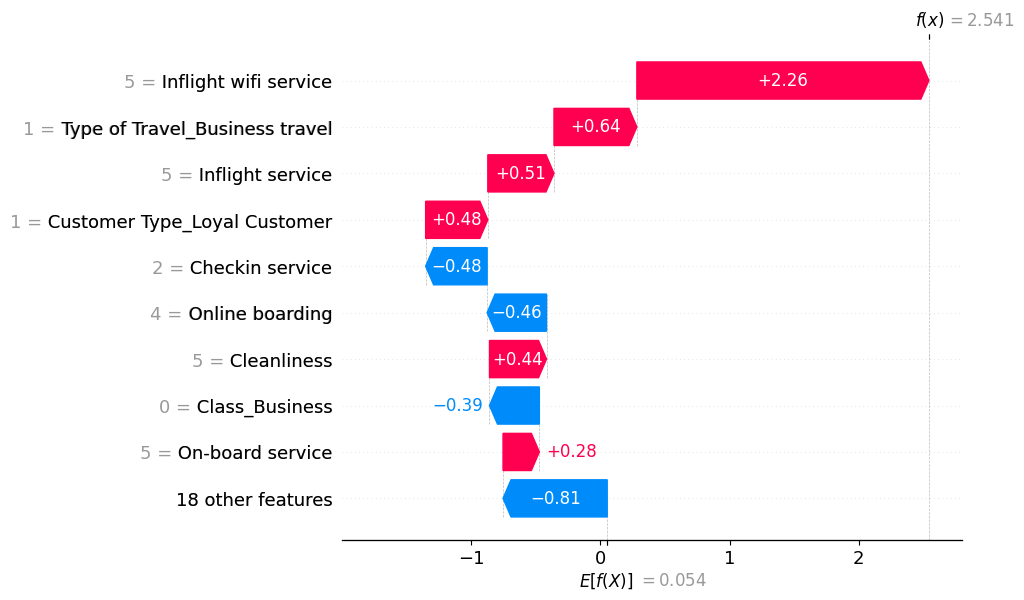 f(x) = 2.541
5 = Inflight wifi service +2.26
1 = Type of Travel_Business travel +0.64
5 = Inflight service +0.51
1 = Customer Type_Loyal Customer +0.48
2 = Checkin service −0.48
4 = Online boarding −0.46
5 = Cleanliness +0.44
0 = Class_Business −0.39
5 = On-board service +0.28
18 other features −0.81
−1 0 1 2
E[f(X)] = 0.054